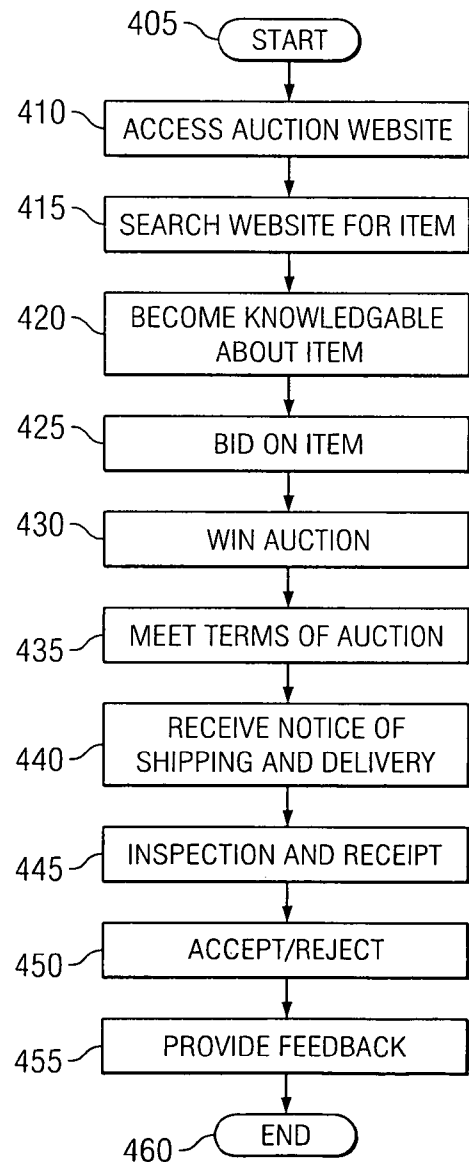 405
START
410
ACCESS AUCTION WEBSITE
415
SEARCH WEBSITE FOR ITEM
420
BECOME KNOWLEDGABLE
ABOUT ITEM
425
BID ON ITEM
430
WIN AUCTION
435
MEET TERMS OF AUCTION
440
RECEIVE NOTICE OF
SHIPPING AND DELIVERY
445
INSPECTION AND RECEIPT
450
ACCEPT/REJECT
455
PROVIDE FEEDBACK
460
END